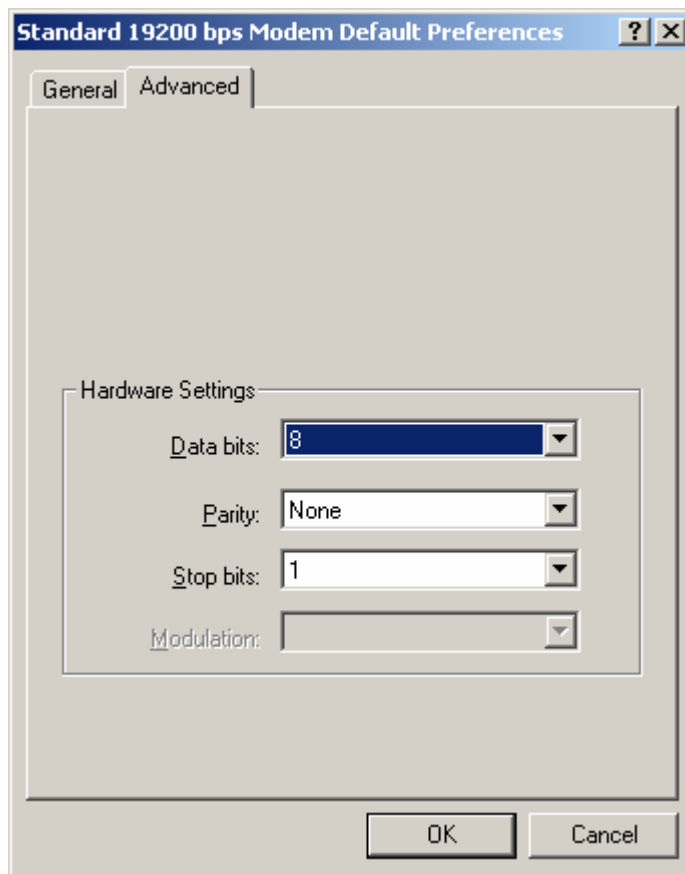 Standard 19200 bps Modem Default Preferences
General Advanced
Hardware Settings
Data bits: 8
Parity: None
Stop bits: 1
Modulation:
OK Cancel